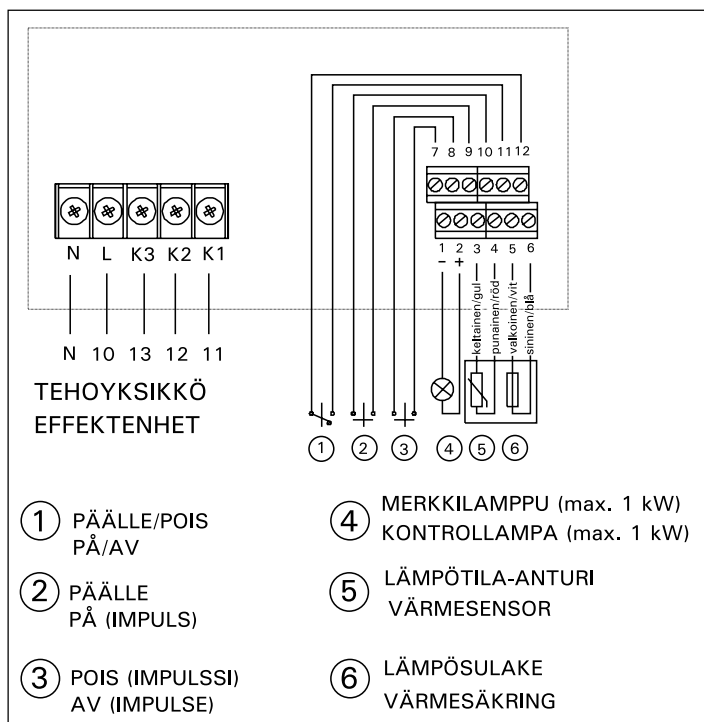 7 8 9 10 11 12
N L K3 K2 K1
1 2 3 4 5 6
- +
keltainen/gul
punainen/röd
valkoinen/vit
sininen/blå
N 10 13 12 11
TEHOYKSIKKÖ
EFFEKTENHET
1 2 3 4 5 6
1 PÄÄLLE/POIS
PÅ/AV
2 PÄÄLLE
PÅ (IMPULS)
3 POIS (IMPULSSI)
AV (IMPULSE)
4 MERKKILAMPPU (max. 1 kW)
KONTROLLAMPA (max. 1 kW)
5 LÄMPÖTILA-ANTURI
VÄRMESENSOR
6 LÄMPÖSULAKE
VÄRMESÄKRING